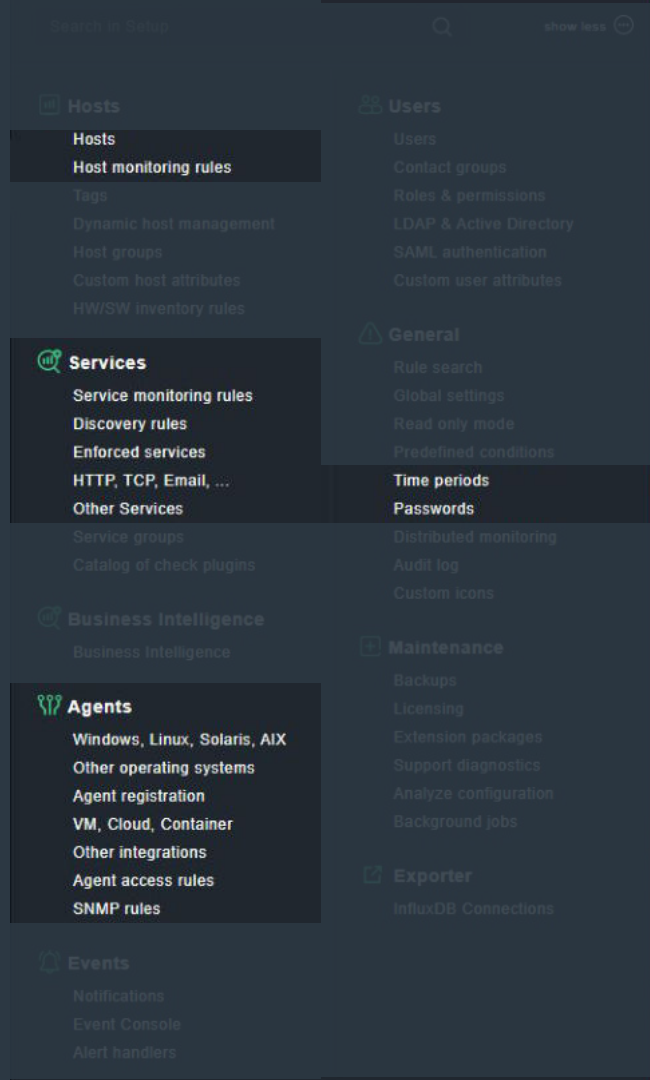 Search in Setup
show less
Hosts
Hosts
Host monitoring rules
Tags
Dynamic host management
Host groups
Custom host attributes
HW/SW inventory rules
Services
Service monitoring rules
Discovery rules
Enforced services
HTTP, TCP, Email, ...
Other Services
Service groups
Catalog of check plugins
Business Intelligence
Business Intelligence
Agents
Windows, Linux, Solaris, AIX
Other operating systems
Agent registration
VM, Cloud, Container
Other integrations
Agent access rules
SNMP rules
Events
Notifications
Event Console
Alert handlers
Users
Users
Contact groups
Roles & permissions
LDAP & Active Directory
SAML authentication
Custom user attributes
General
Rule search
Global settings
Read only mode
Predefined conditions
Time periods
Passwords
Distributed monitoring
Audit log
Custom icons
Maintenance
Backups
Licensing
Extension packages
Support diagnostics
Analyze configuration
Background jobs
Exporter
InfluxDB Connections